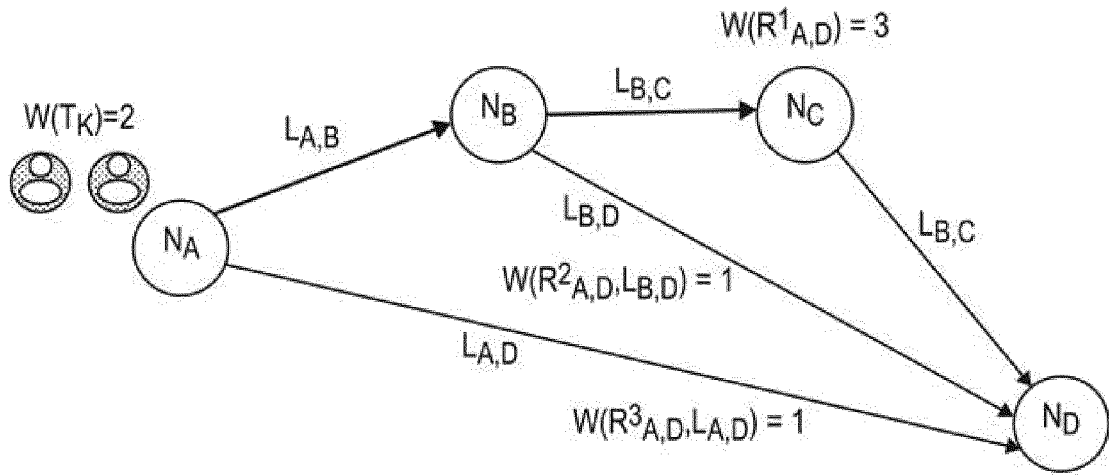 W(R¹A,D) = 3
W(TK)=2
LA,B
NB
LB,C
NC
NA
LB,D
LB,C
W(R²A,D,LB,D) = 1
LA,D
W(R³A,D,LA,D) = 1
ND